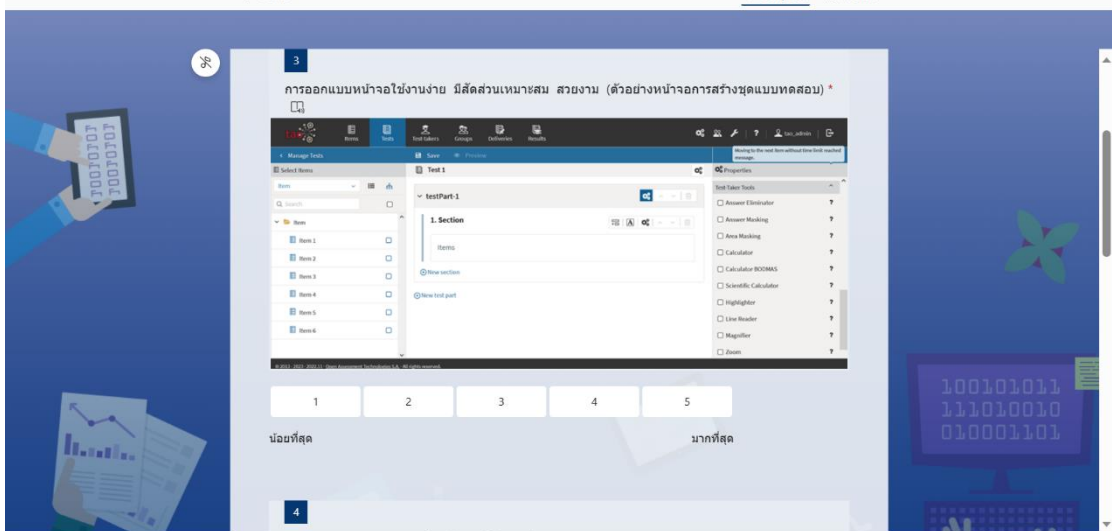 3
การออกแบบหน้าจอใช้งานง่าย มีสัดส่วนเหมาะสม สวยงาม (ตัวอย่างหน้าจอการสร้างชุดแบบทดสอบ) *
Items
Tests
Test-takers
Groups
Deliveries
Results
?
tao_admin
Manage Tests
Save
Preview
Moving to the next item without time limit reached message.
Select Items
Test 1
Properties
Item
Search
Item
Item 1
Item 2
Item 3
Item 4
Item 5
Item 6
testPart-1
1. Section
Items
New section
New test part
Test-Taker Tools
Answer Eliminator ?
Answer Masking ?
Area Masking ?
Calculator ?
Calculator BODMAS ?
Scientific Calculator ?
Highlighter ?
Line Reader ?
Magnifier ?
Zoom ?
Open Assessment Technologies S.A. · All rights reserved.
1 2 3 4 5
น้อยที่สุด มากที่สุด
4
100101011
111010010
010001101